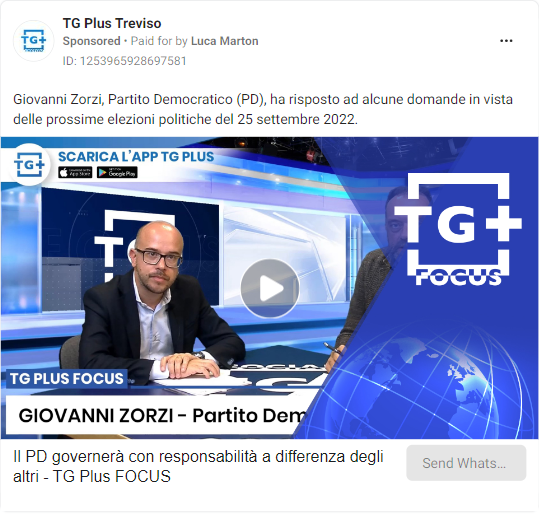 TG Plus Treviso
Sponsored • Paid for by Luca Marton
ID: 1253965928697581
Giovanni Zorzi, Partito Democratico (PD), ha risposto ad alcune domande in vista
delle prossime elezioni politiche del 25 settembre 2022.
TG+
SCARICA L'APP TG PLUS
Google Play
TG
TG+
FOCUS
TG PLUS FOCUS
GIOVANNI ZORZI - Partito Dem
Il PD governerà con responsabilità a differenza degli
altri - TG Plus FOCUS
Send Whats...